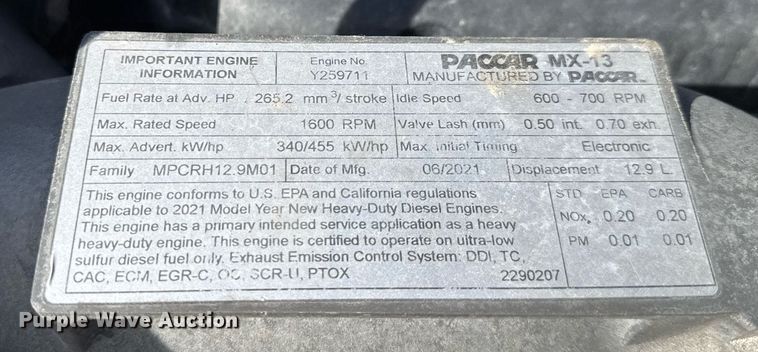 IMPORTANT ENGINE INFORMATION
Engine No.
Y259711
PACCAR MX-13
MANUFACTURED BY PACCAR
Fuel Rate at Adv. HP . 265.2 mm³/ stroke
Idle Speed 600 - 700 RPM
Max. Rated Speed 1600 RPM
Valve Lash (mm) 0.50 int. 0.70 exh.
Max. Advert. kW/hp 340/455 kW/hp
Max. Initial Timing Electronic
Family MPCRH12.9M01
Date of Mfg. 06/2021
Displacement 12.9 L.
This engine conforms to U.S. EPA and California regulations
applicable to 2021 Model Year New Heavy-Duty Diesel Engines.
This engine has a primary intended service application as a heavy
heavy-duty engine. This engine is certified to operate on ultra-low
sulfur diesel fuel only. Exhaust Emission Control System: DDI, TC,
CAC, ECM, EGR-C, OC, SCR-U, PTOX
2290207
STD EPA CARB
NOx 0.20 0.20
PM 0.01 0.01
Purple Wave Auction